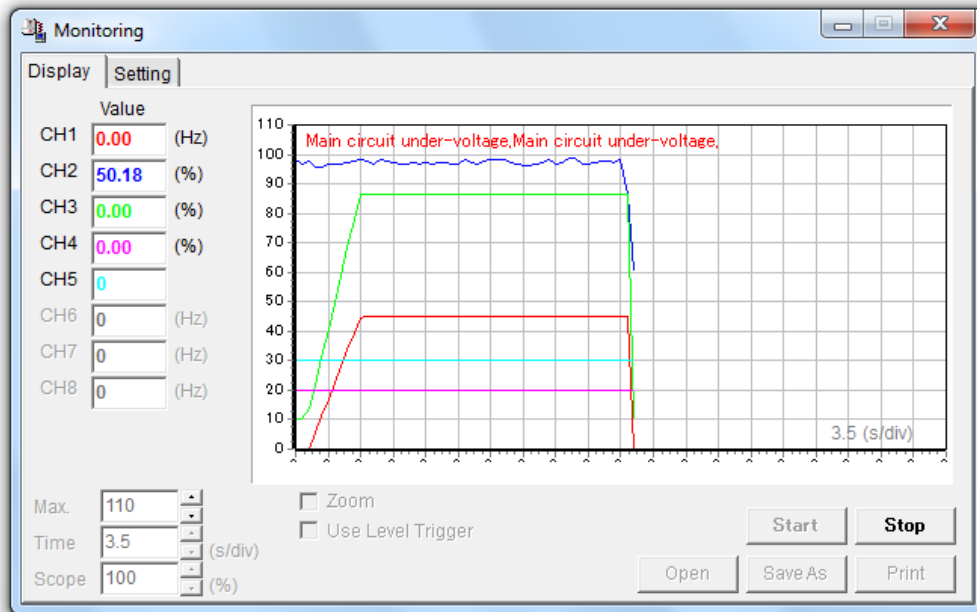 Monitoring
Display Setting
Value
CH1 0.00 (Hz)
CH2 50.18 (%)
CH3 0.00 (%)
CH4 0.00 (%)
CH5 0
CH6 0 (Hz)
CH7 0 (Hz)
CH8 0 (Hz)
110
100
90
80
70
60
50
40
30
20
10
0
Main circuit under-voltage,Main circuit under-voltage,
3.5 (s/div)
Max. 110
Time 3.5 (s/div)
Scope 100 (%)
Zoom
Use Level Trigger
Start Stop
Open Save As Print